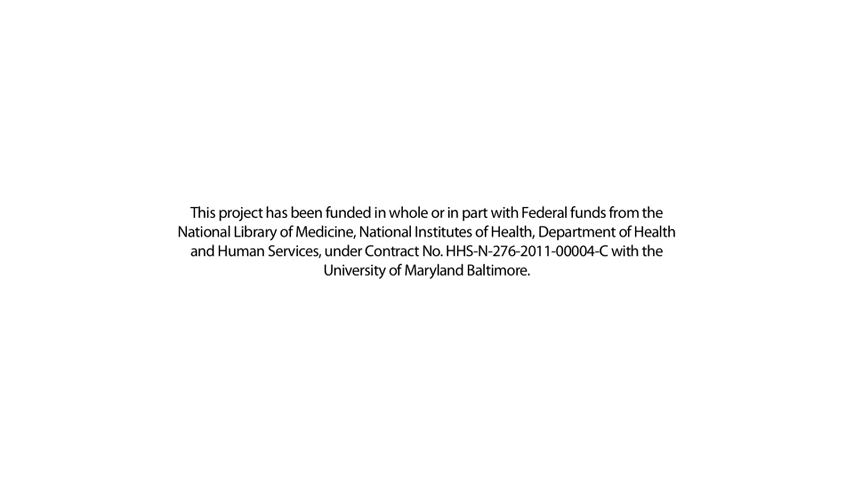 This project has been funded in whole or in part with Federal funds from the
National Library of Medicine, National Institutes of Health, Department of Health
and Human Services, under Contract No. HHS-N-276-2011-00004-C with the
University of Maryland Baltimore.